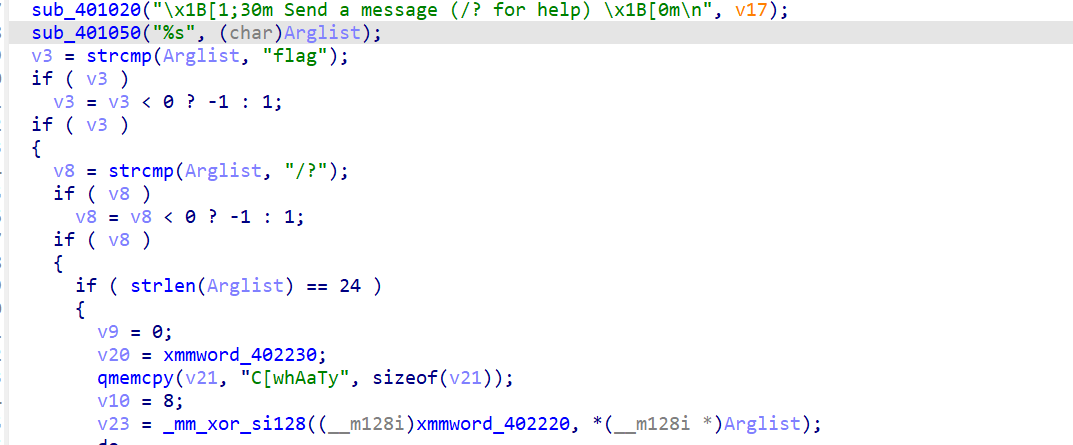 sub_401020("\x1B[1;30m Send a message (/? for help) \x1B[0m\n", v17);
sub_401050("%s", (char)Arglist);
v3 = strcmp(Arglist, "flag");
if ( v3 )
v3 = v3 < 0 ? -1 : 1;
if ( v3 )
{
v8 = strcmp(Arglist, "/?");
if ( v8 )
v8 = v8 < 0 ? -1 : 1;
if ( v8 )
{
if ( strlen(Arglist) == 24 )
{
v9 = 0;
v20 = xmmword_402230;
qmemcpy(v21, "C[whAaTy", sizeof(v21));
v10 = 8;
v23 = _mm_xor_si128((__m128i)xmmword_402220, *(__m128i *)Arglist);